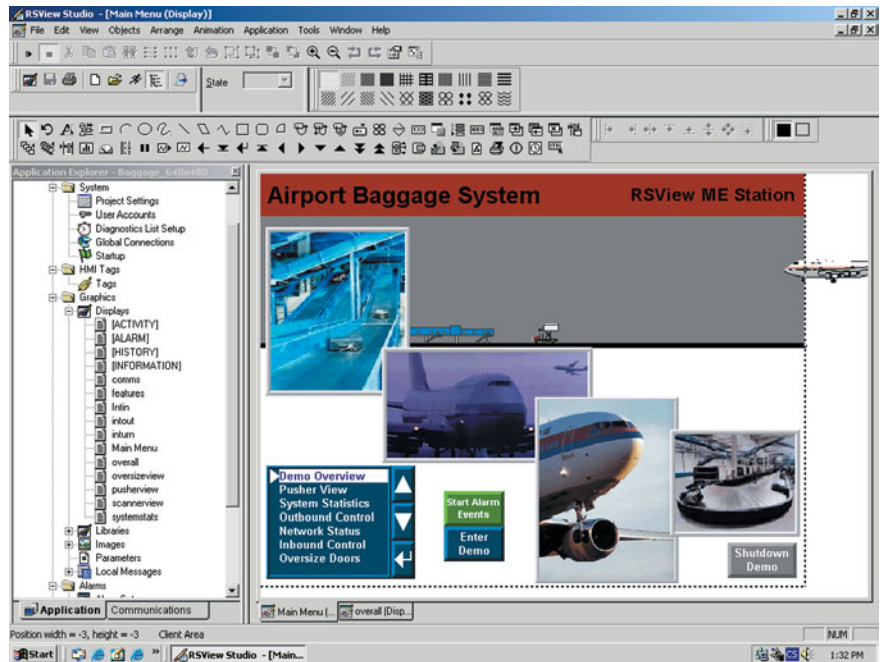 RSView Studio - [Main Menu (Display)]
File Edit View Objects Arrange Animation Application Tools Window Help
State
Application Explorer - Baggage_640x480
System
Project Settings
User Accounts
Diagnostics List Setup
Global Connections
Startup
HMI Tags
Tags
Graphics
Displays
[ACTIVITY]
[ALARM]
[HISTORY]
[INFORMATION]
comms
features
Intin
intout
inturn
Main Menu
overall
oversizeview
pusherview
scannerview
systemstats
Libraries
Images
Parameters
Local Messages
Alarms
Application Communications
Airport Baggage System RSView ME Station
Demo Overview
Pusher View
System Statistics
Outbound Control
Network Status
Inbound Control
Oversize Doors
Start Alarm
Events
Enter
Demo
Shutdown
Demo
Main Menu (... overall (Disp...
Position width = -3, height = -3 Client Area NUM
Start » RSView Studio - [Main... CS 1:32 PM